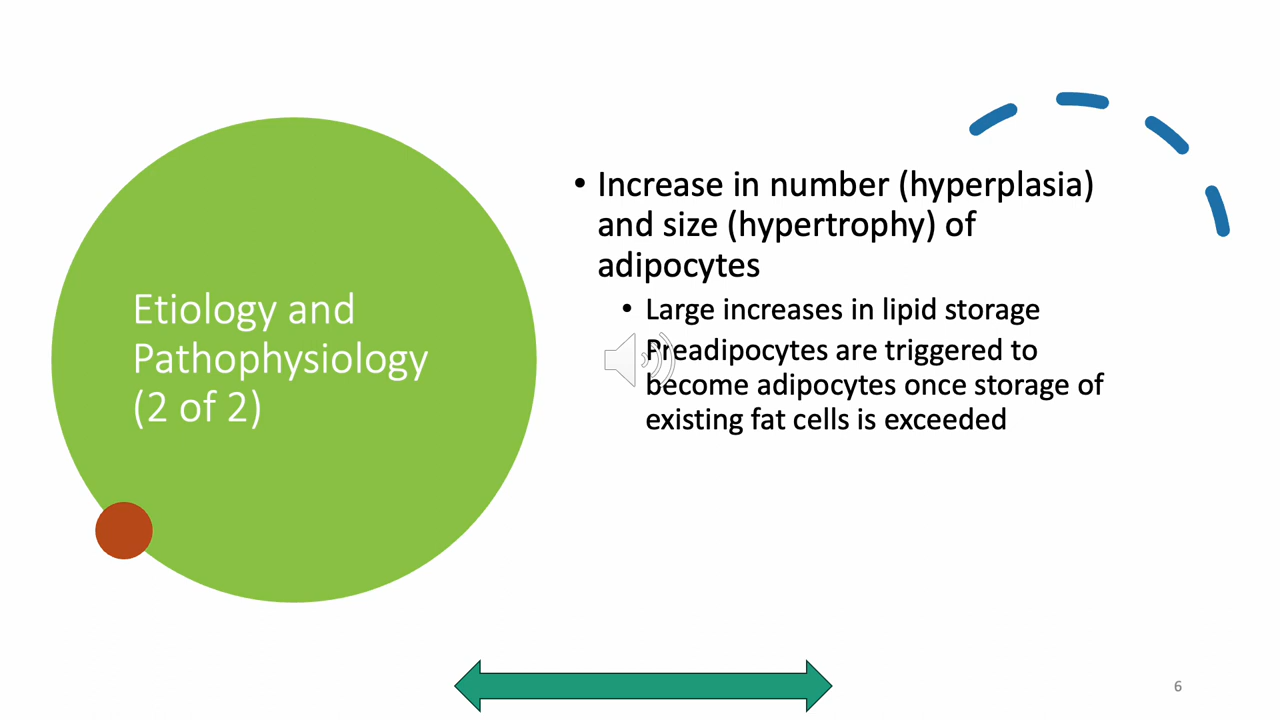 Etiology and
Pathophysiology
(2 of 2)
• Increase in number (hyperplasia)
and size (hypertrophy) of
adipocytes
• Large increases in lipid storage
Preadipocytes are triggered to
become adipocytes once storage of
existing fat cells is exceeded
6